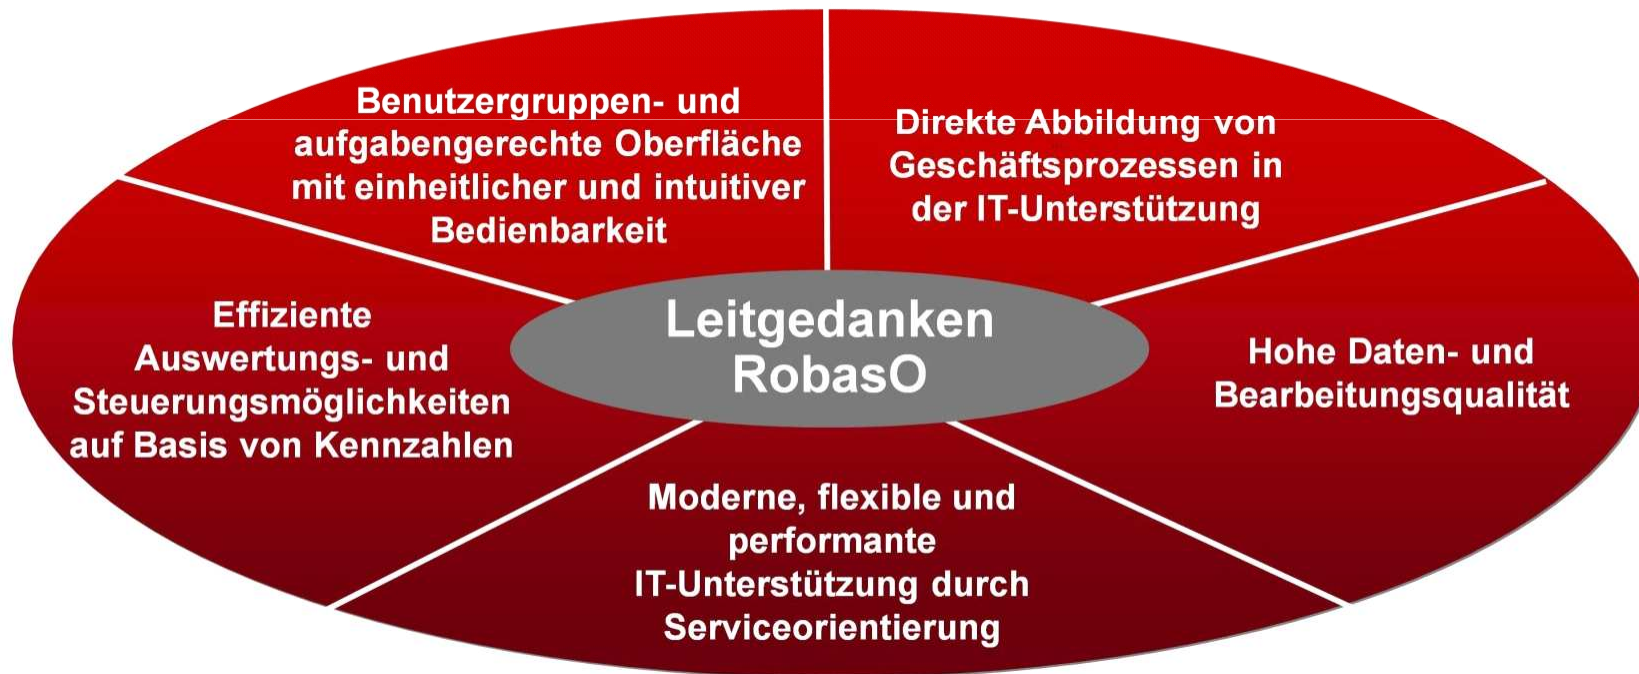 Benutzergruppen- und
aufgabengerechte Oberfläche
mit einheitlicher und intuitiver
Bedienbarkeit
Direkte Abbildung von
Geschäftsprozessen in
der IT-Unterstützung
Effiziente
Auswertungs- und
Steuerungsmöglichkeiten
auf Basis von Kennzahlen
Leitgedanken
RobasO
Hohe Daten- und
Bearbeitungsqualität
Moderne, flexible und
performante
IT-Unterstützung durch
Serviceorientierung